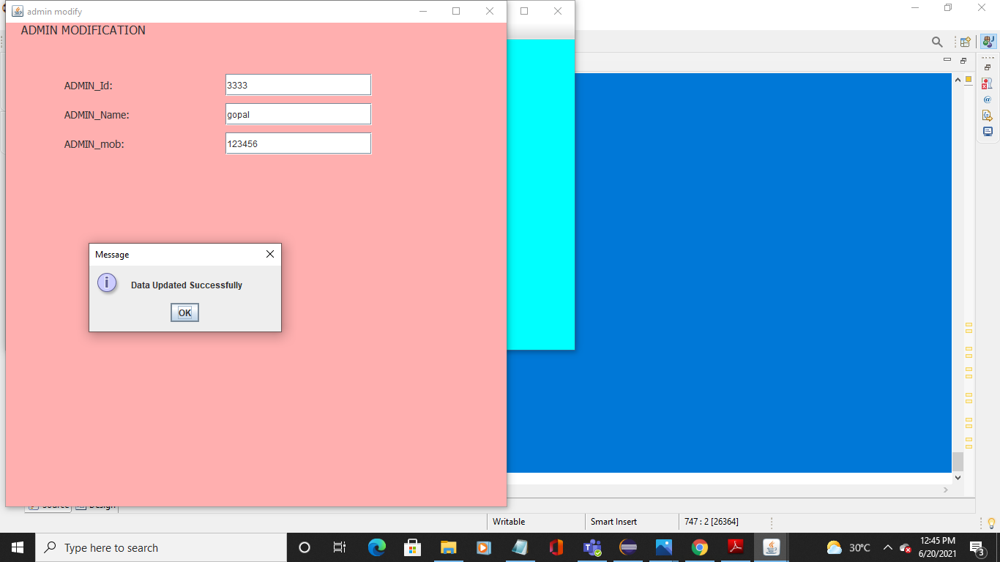 admin modify
ADMIN MODIFICATION
ADMIN_Id:
3333
ADMIN_Name:
gopal
ADMIN_mob:
123456
Message
Data Updated Successfully
OK
Source
Design
Writable
Smart Insert
747 : 2 [26364]
Type here to search
30°C
12:45 PM
6/20/2021
3